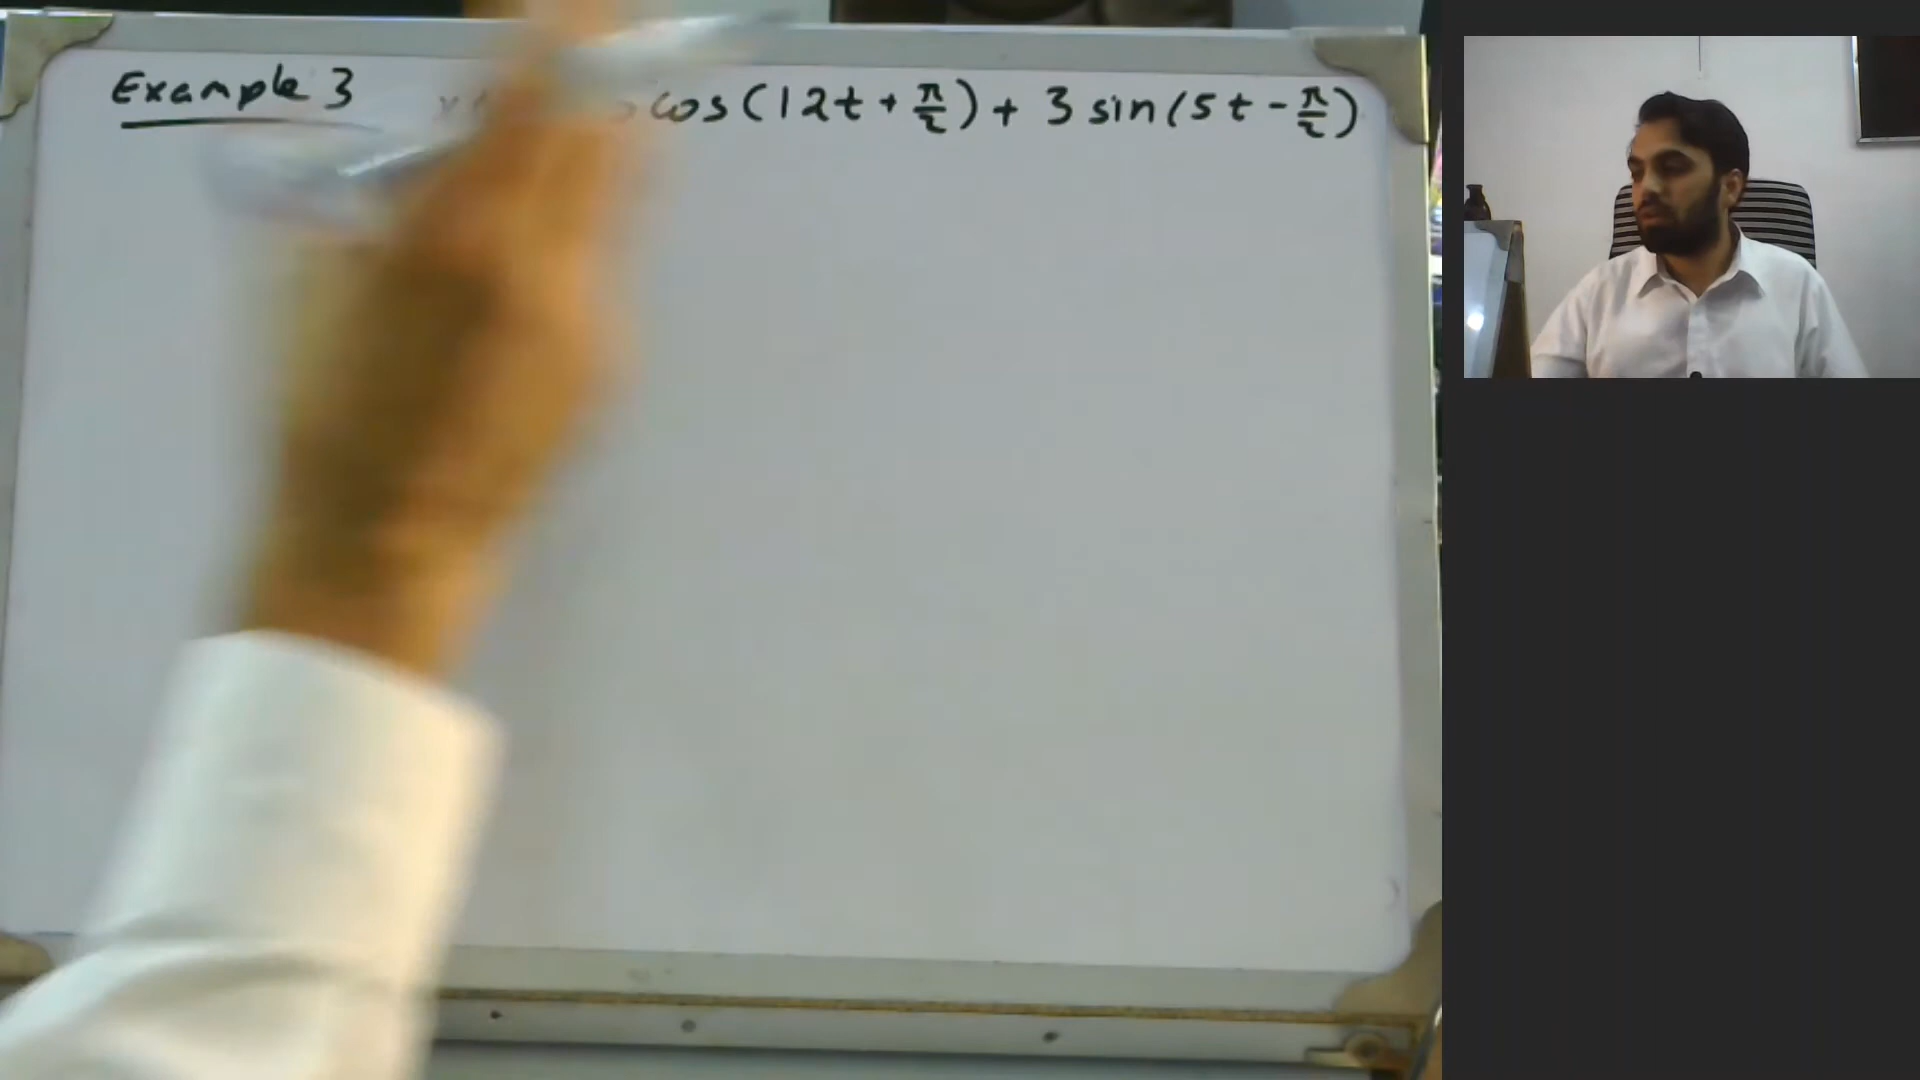 Example 3 cos(12t + π/2) + 3 sin(5t - π/2)